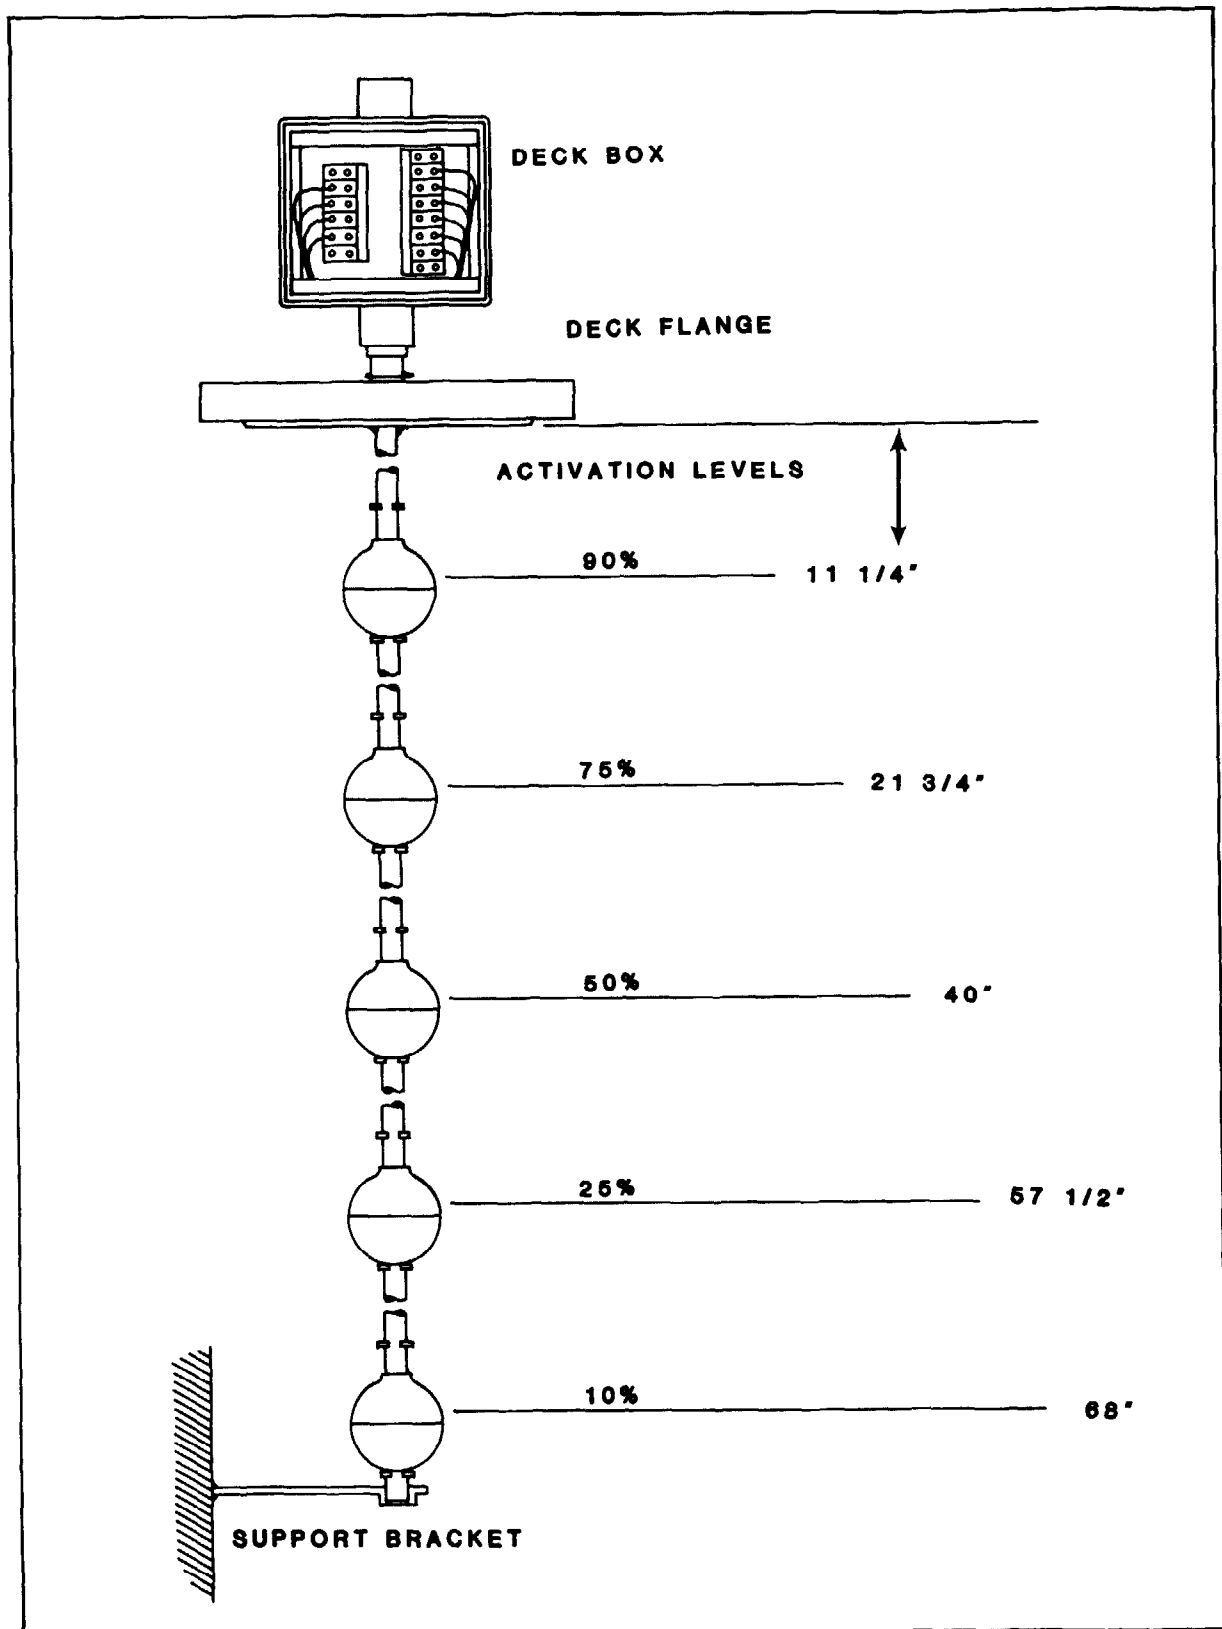 DECK BOX
DECK FLANGE
ACTIVATION LEVELS
90% 11 1/4"
75% 21 3/4"
50% 40"
25% 57 1/2"
10% 68"
SUPPORT BRACKET